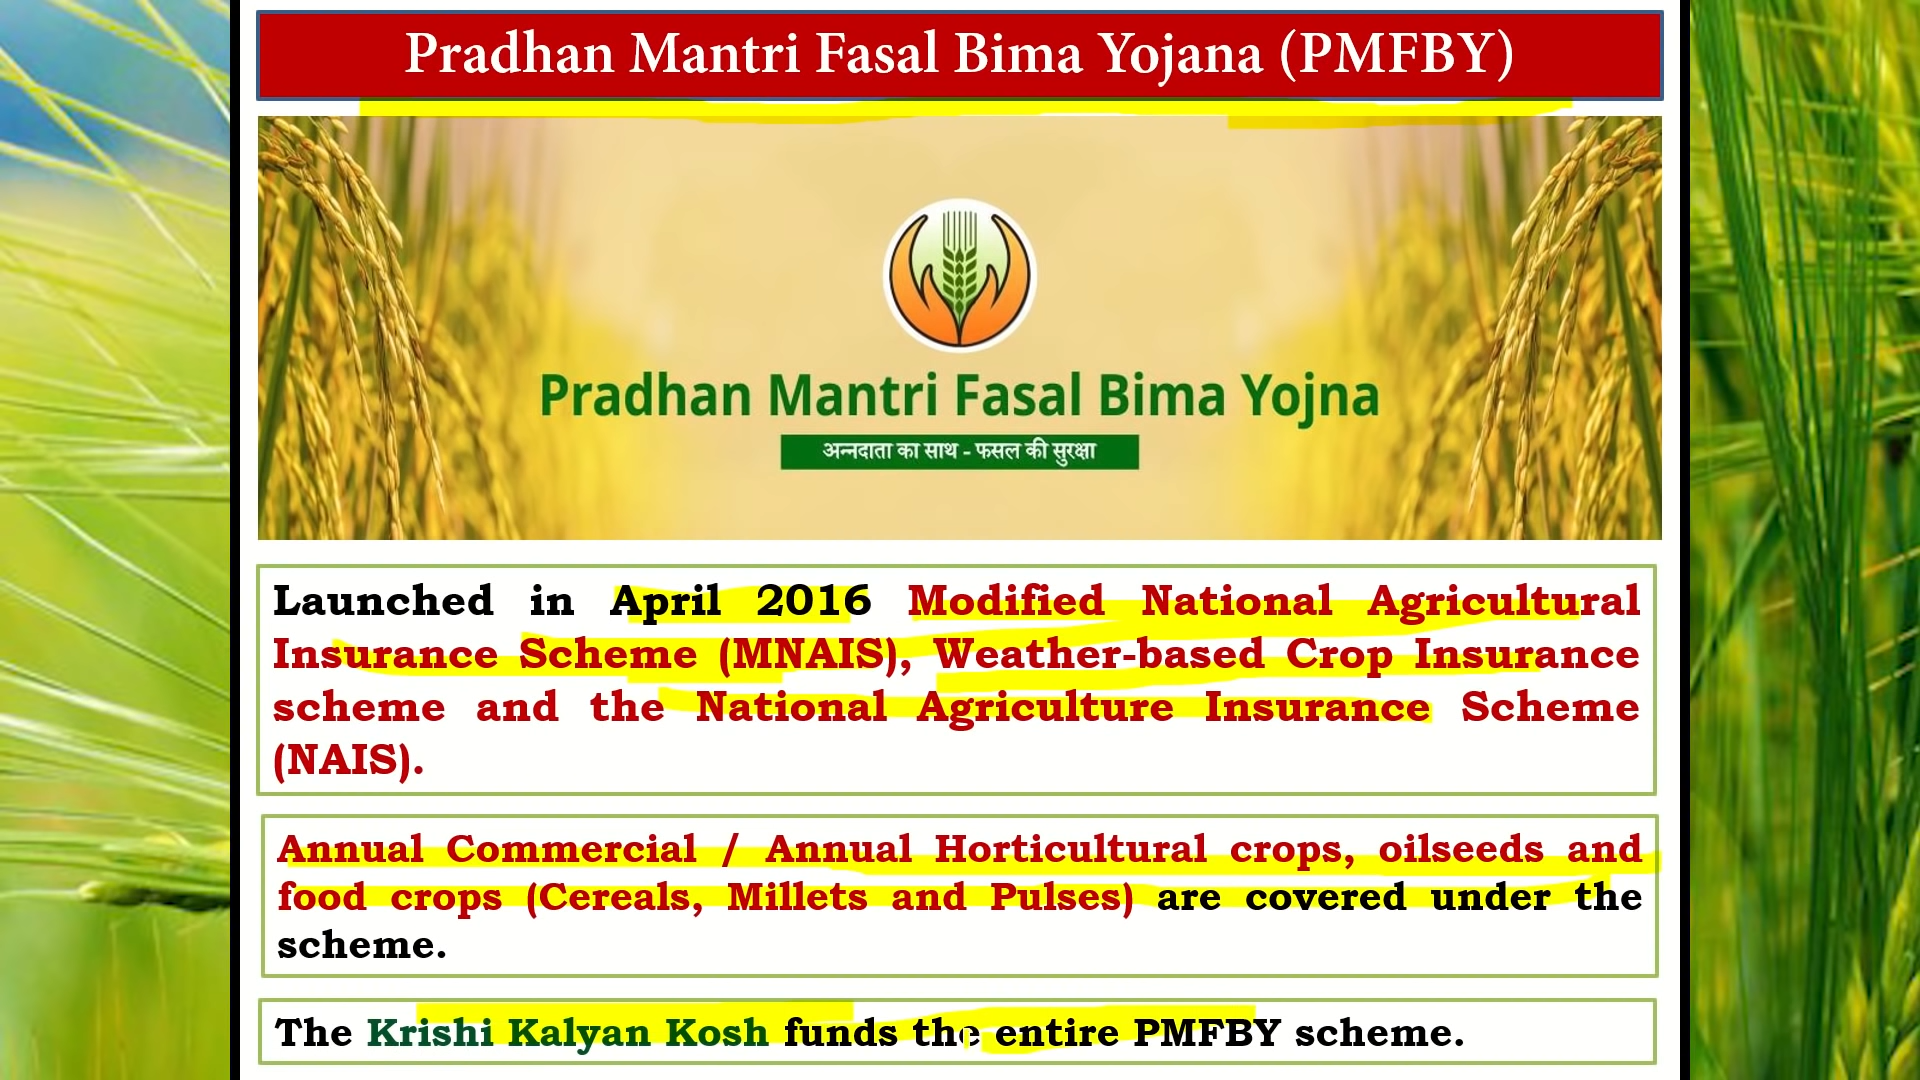 Pradhan Mantri Fasal Bima Yojana (PMFBY)
Pradhan Mantri Fasal Bima Yojna
अन्नदाता का साथ - फसल की सुरक्षा
Launched in April 2016 Modified National Agricultural
Insurance Scheme (MNAIS), Weather-based Crop Insurance
scheme and the National Agriculture Insurance Scheme
(NAIS).
Annual Commercial / Annual Horticultural crops, oilseeds and
food crops (Cereals, Millets and Pulses) are covered under the
scheme.
The Krishi Kalyan Kosh funds the entire PMFBY scheme.